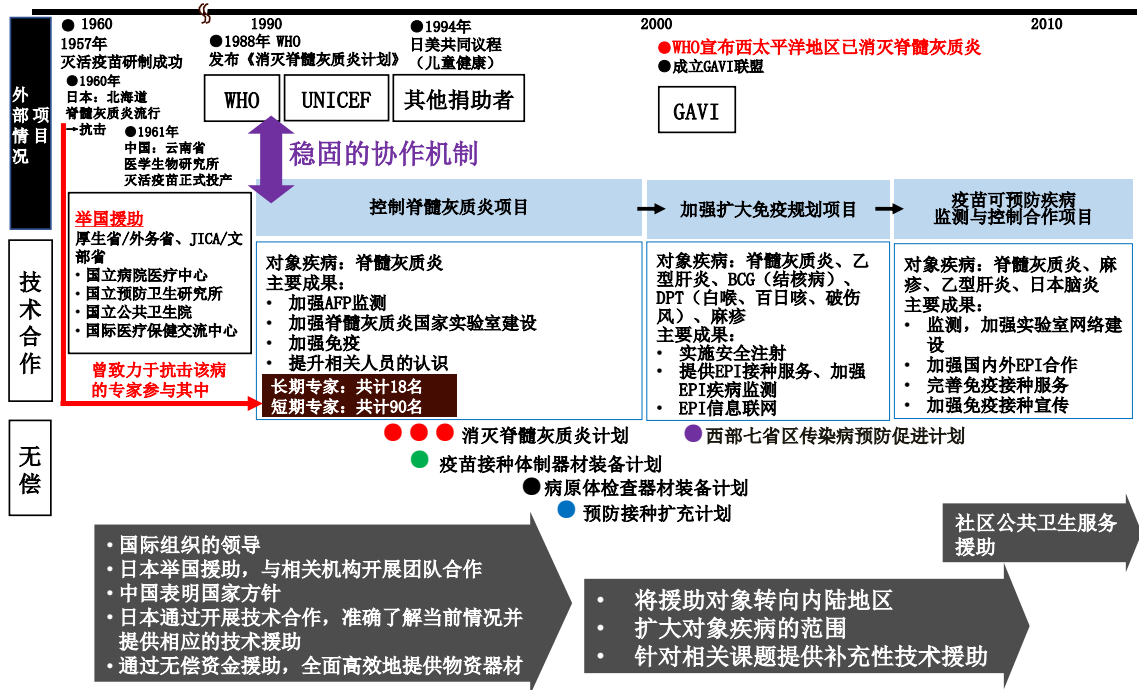 1960
1990
2000
2010
外部情况
项目
1957年
灭活疫苗研制成功
●1960年
日本：北海道
脊髓灰质炎流行
→抗击
●1961年
中国：云南省
医学生物研究所
灭活疫苗正式投产
●1988年 WHO
发布《消灭脊髓灰质炎计划》
●1994年
日美共同议程
（儿童健康）
●WHO宣布西太平洋地区已消灭脊髓灰质炎
●成立GAVI联盟
WHO
UNICEF
其他捐助者
GAVI
稳固的协作机制
举国援助
厚生省/外务省、JICA/文
部省
• 国立病院医疗中心
• 国立预防卫生研究所
• 国立公共卫生院
• 国际医疗保健交流中心
曾致力于抗击该病
的专家参与其中
控制脊髓灰质炎项目
加强扩大免疫规划项目
疫苗可预防疾病
监测与控制合作项目
技术合作
对象疾病：脊髓灰质炎
主要成果：
• 加强AFP监测
• 加强脊髓灰质炎国家实验室建设
• 加强免疫
• 提升相关人员的认识
长期专家：共计18名
短期专家：共计90名
对象疾病：脊髓灰质炎、乙
型肝炎、BCG（结核病）、
DPT（白喉、百日咳、破伤
风）、麻疹
主要成果：
• 实施安全注射
• 提供EPI接种服务、加强
EPI疾病监测
• EPI信息联网
对象疾病：脊髓灰质炎、麻
疹、乙型肝炎、日本脑炎
主要成果：
• 监测，加强实验室网络建
设
• 加强国内外EPI合作
• 完善免疫接种服务
• 加强免疫接种宣传
无偿
消灭脊髓灰质炎计划
疫苗接种体制器材装备计划
病原体检查器材装备计划
预防接种扩充计划
西部七省区传染病预防促进计划
• 国际组织的领导
• 日本举国援助，与相关机构开展团队合作
• 中国表明国家方针
• 日本通过开展技术合作，准确了解当前情况并
提供相应的技术援助
• 通过无偿资金援助，全面高效地提供物资器材
• 将援助对象转向内陆地区
• 扩大对象疾病的范围
• 针对相关课题提供补充性技术援助
社区公共卫生服务
援助